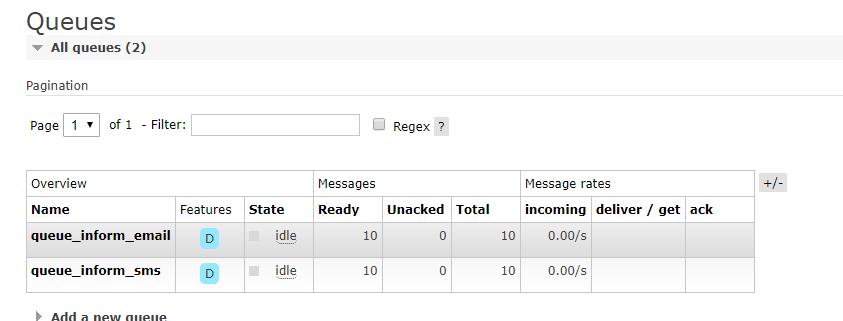 Queues
All queues (2)
Pagination
Page 1 of 1 - Filter: Regex ?
Overview Messages Message rates +/-
Name Features State Ready Unacked Total incoming deliver / get ack
queue_inform_email D idle 10 0 10 0.00/s
queue_inform_sms D idle 10 0 10 0.00/s
Add a new queue